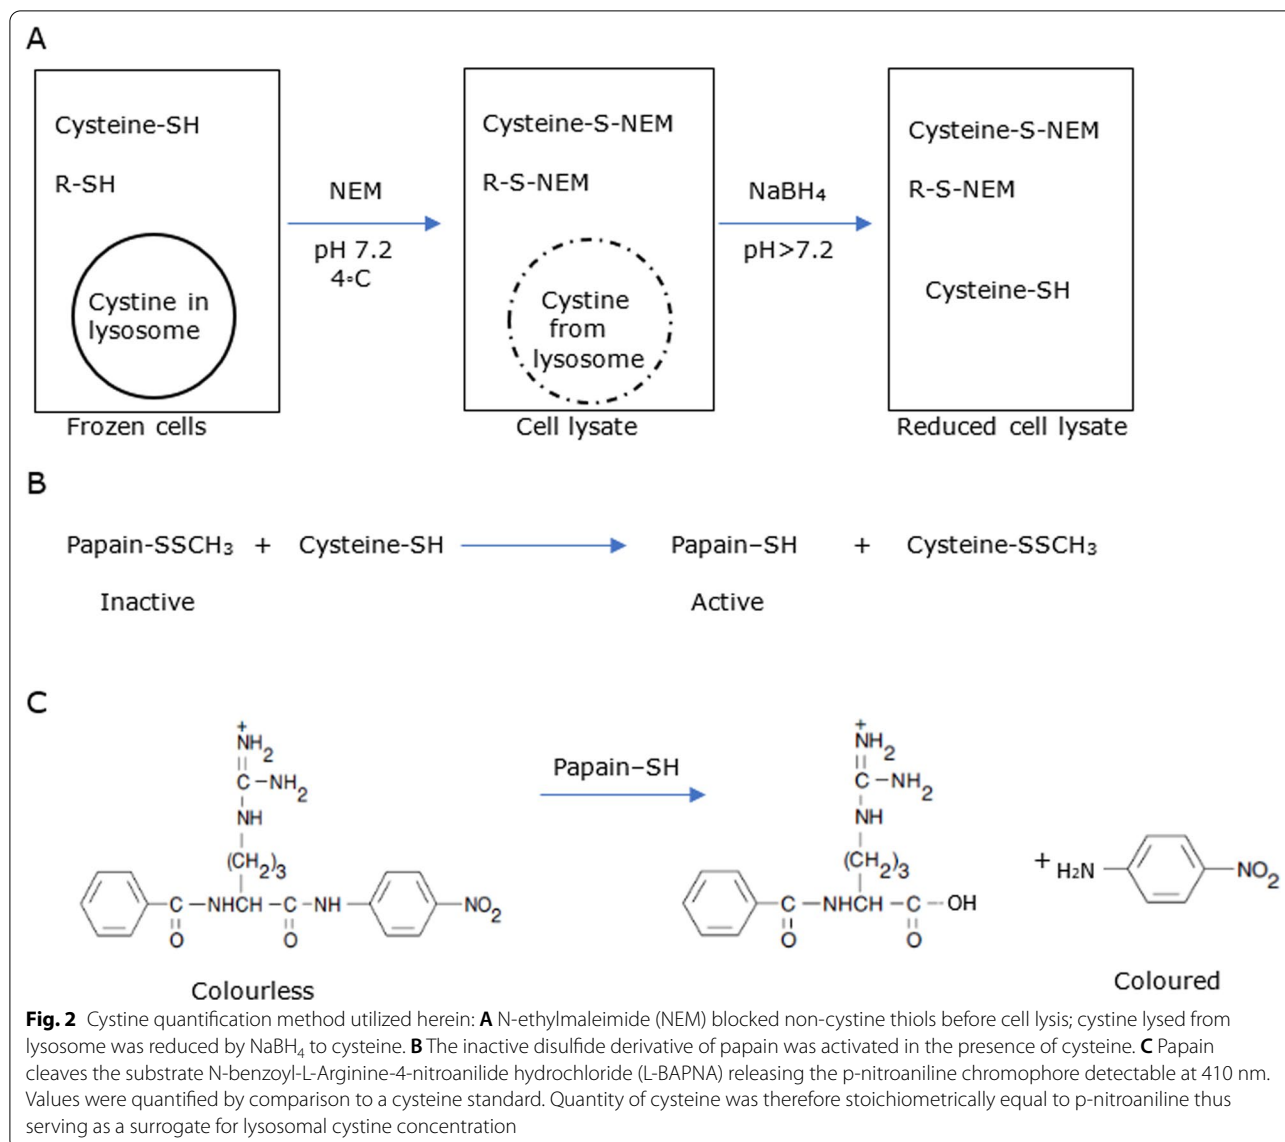 A
Cysteine-SH
R-SH
Cystine in
lysosome
Frozen cells
NEM
pH 7.2
4◦C
Cysteine-S-NEM
R-S-NEM
Cystine
from
lysosome
Cell lysate
NaBH₄
pH>7.2
Cysteine-S-NEM
R-S-NEM
Cysteine-SH
Reduced cell lysate
B
Papain-SSCH₃ + Cysteine-SH Papain–SH + Cysteine-SSCH₃
Inactive Active
C
+
NH₂
C–NH₂
NH
(CH₂)₃
C–NHCH–C–NH NO₂
O O
Colourless
Papain–SH
+
NH₂
C–NH₂
NH
(CH₂)₃
C–NHCH–C--OH
O O
+ H₂N NO₂
Coloured
Fig. 2 Cystine quantification method utilized herein: A N-ethylmaleimide (NEM) blocked non-cystine thiols before cell lysis; cystine lysed from
lysosome was reduced by NaBH₄ to cysteine. B The inactive disulfide derivative of papain was activated in the presence of cysteine. C Papain
cleaves the substrate N-benzoyl-L-Arginine-4-nitroanilide hydrochloride (L-BAPNA) releasing the p-nitroaniline chromophore detectable at 410 nm.
Values were quantified by comparison to a cysteine standard. Quantity of cysteine was therefore stoichiometrically equal to p-nitroaniline thus
serving as a surrogate for lysosomal cystine concentration